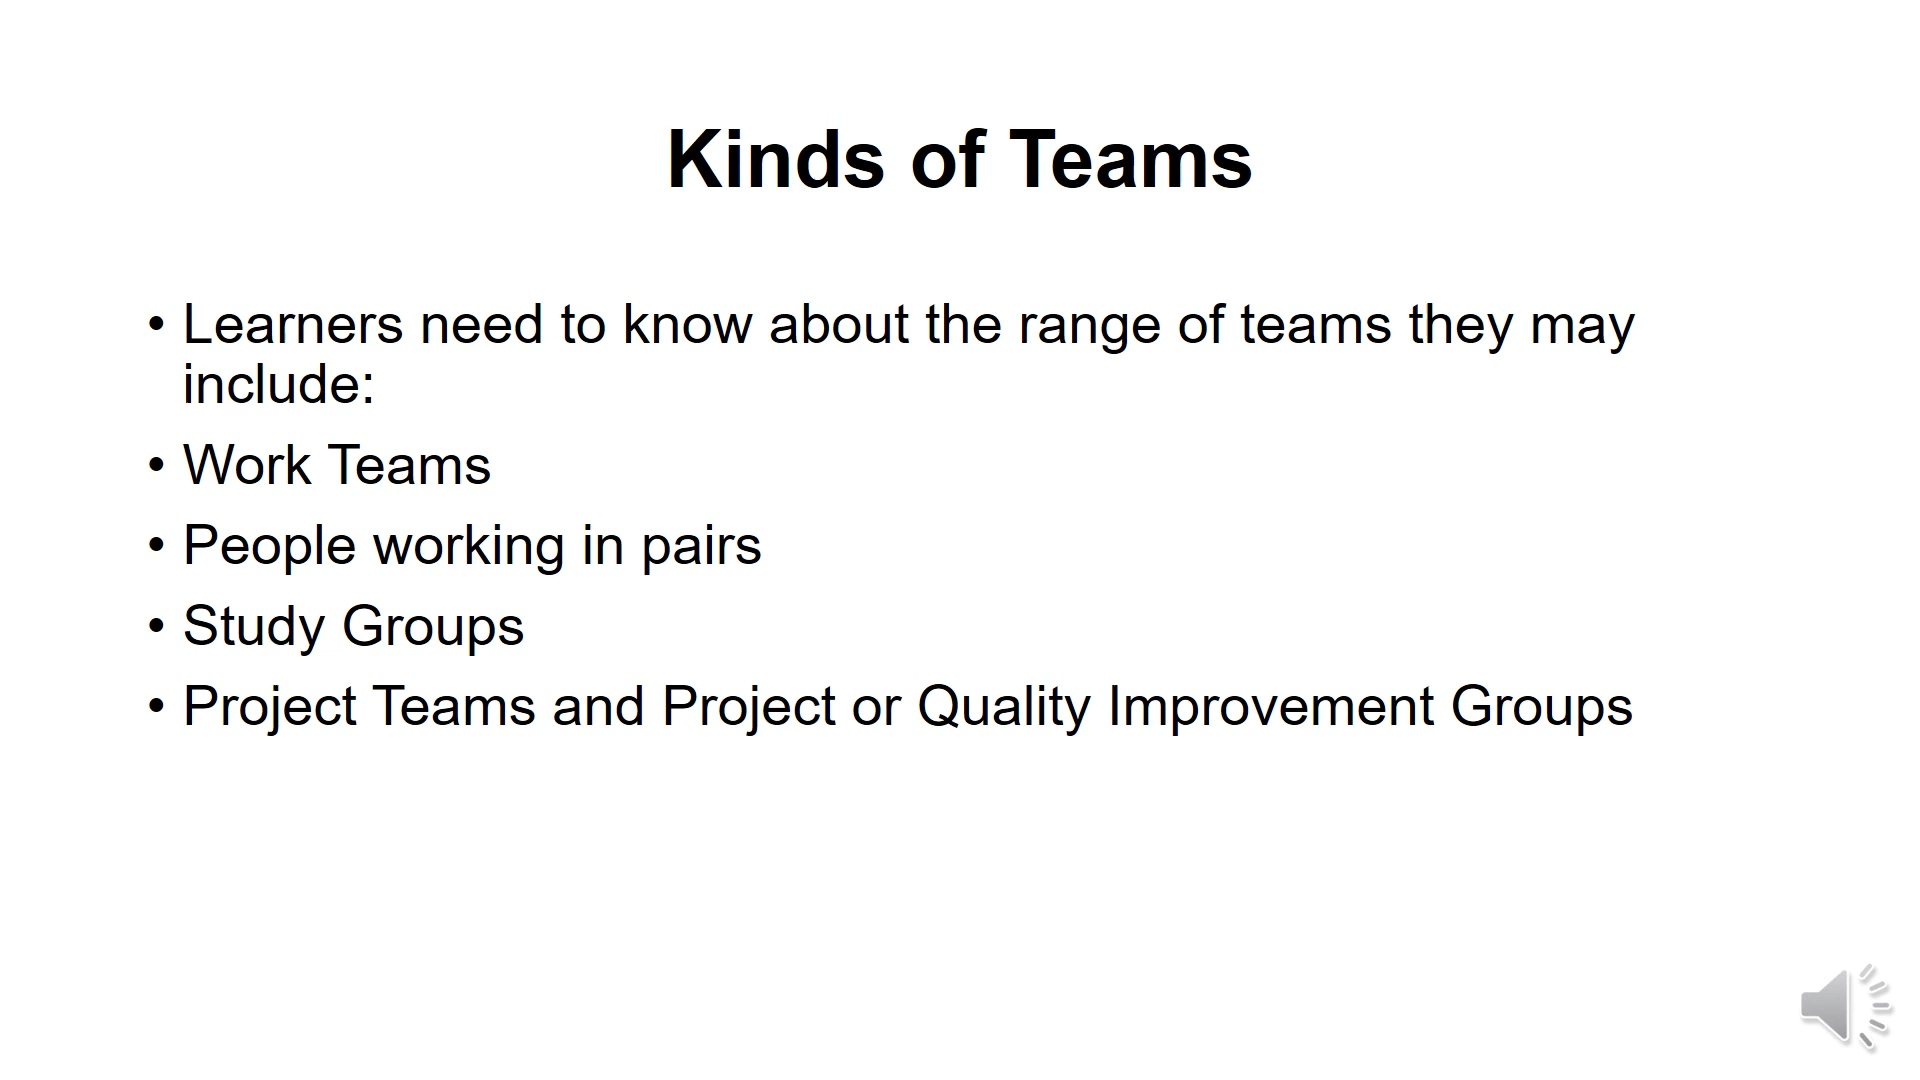 Kinds of Teams
• Learners need to know about the range of teams they may
include:
• Work Teams
• People working in pairs
• Study Groups
• Project Teams and Project or Quality Improvement Groups